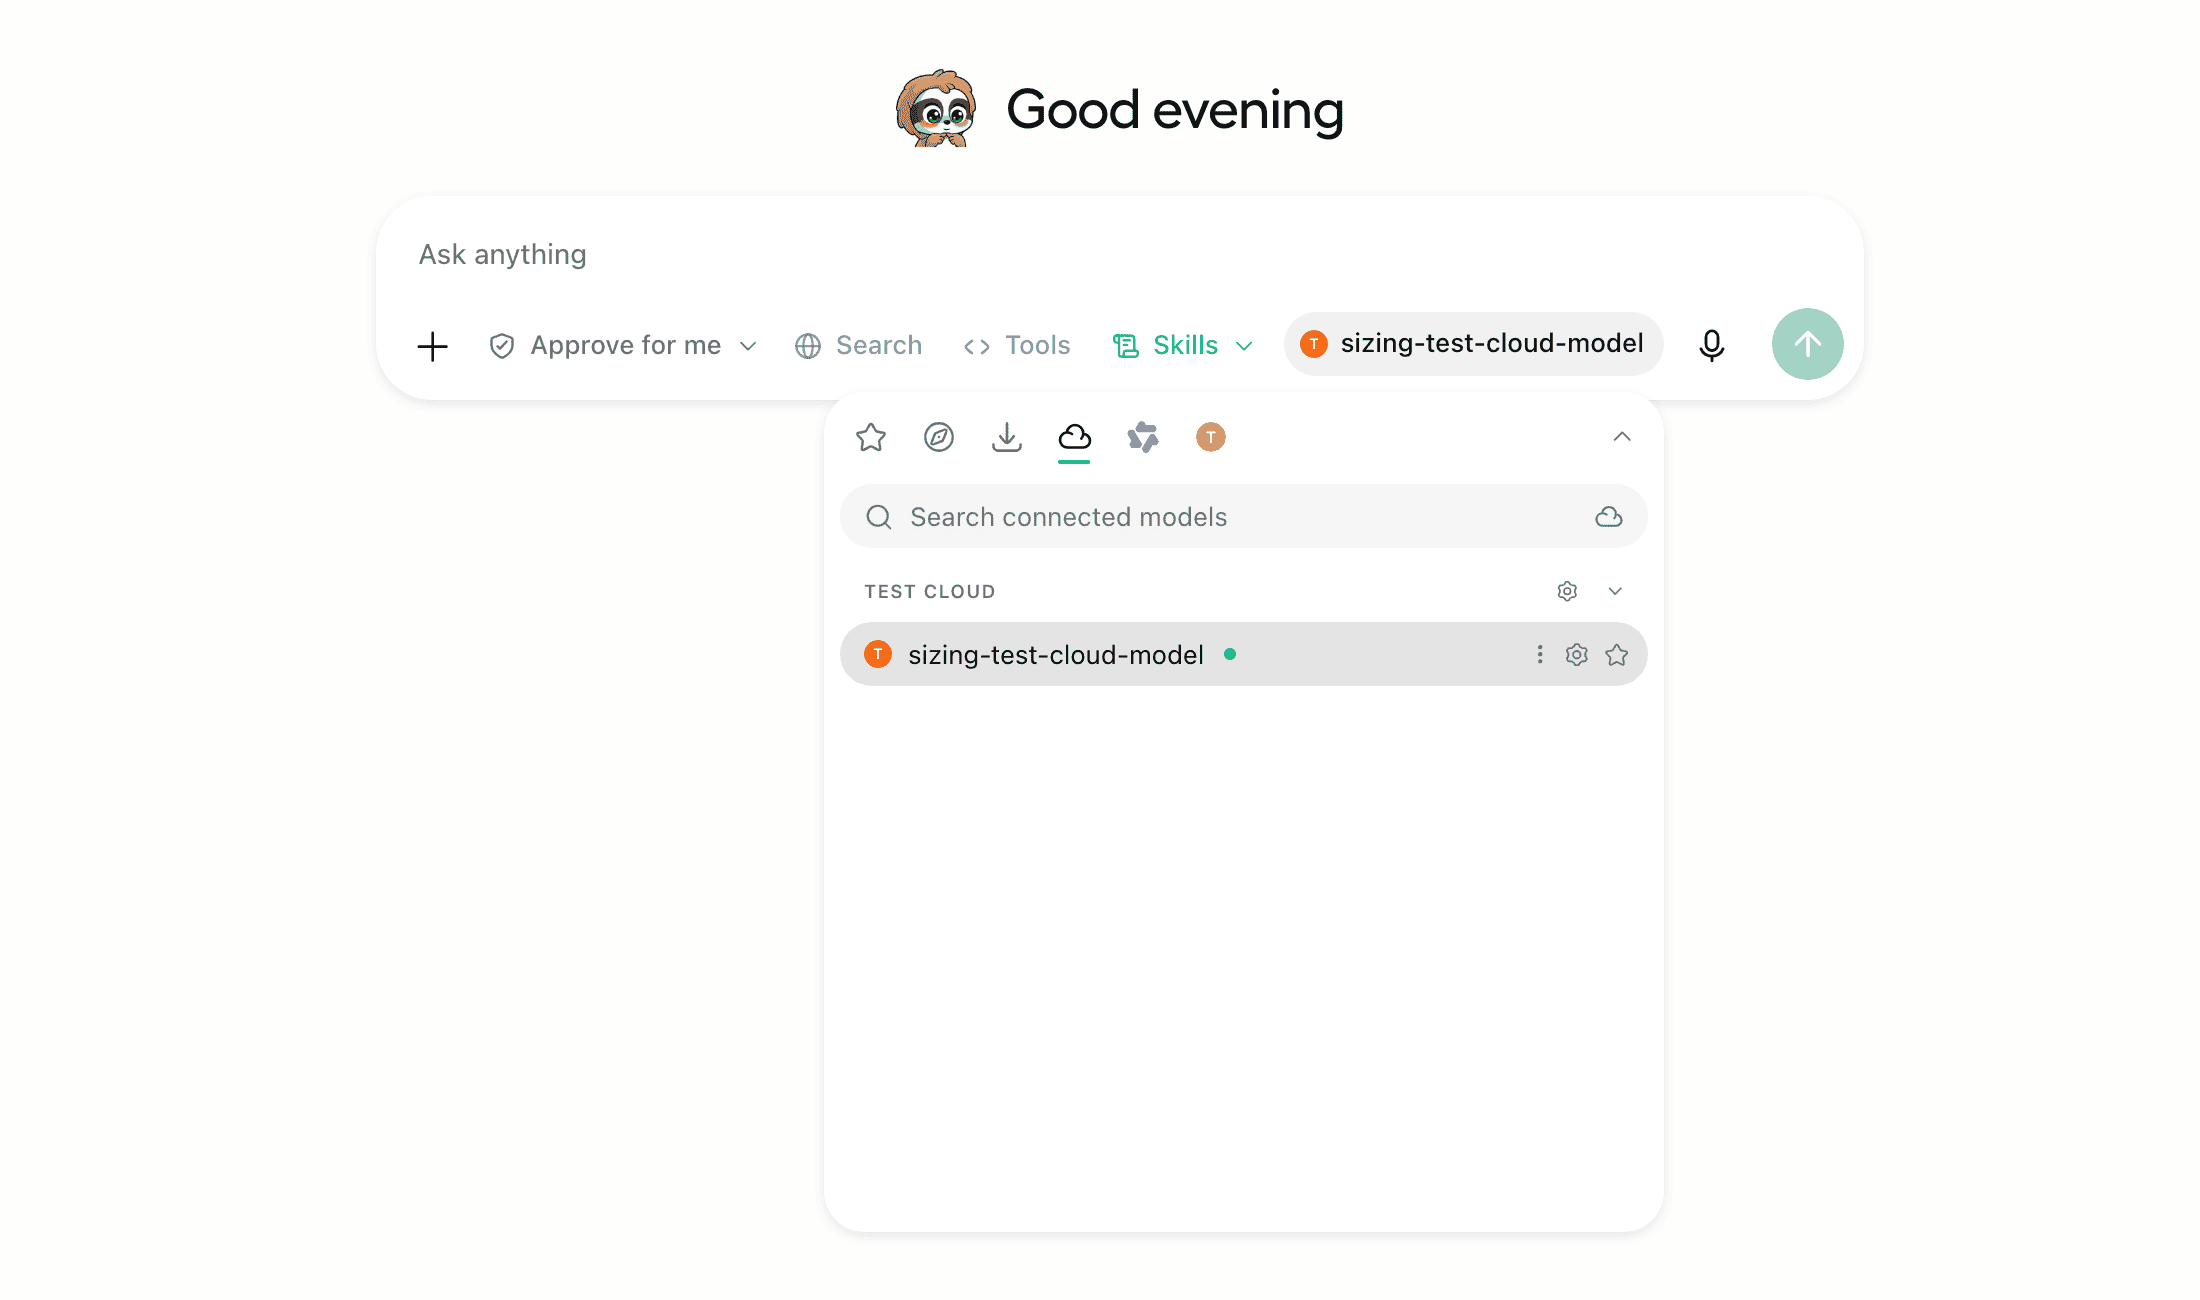 Good evening
Ask anything
Approve for me Search Tools Skills T sizing-test-cloud-model
T
Search connected models
TEST CLOUD
T sizing-test-cloud-model